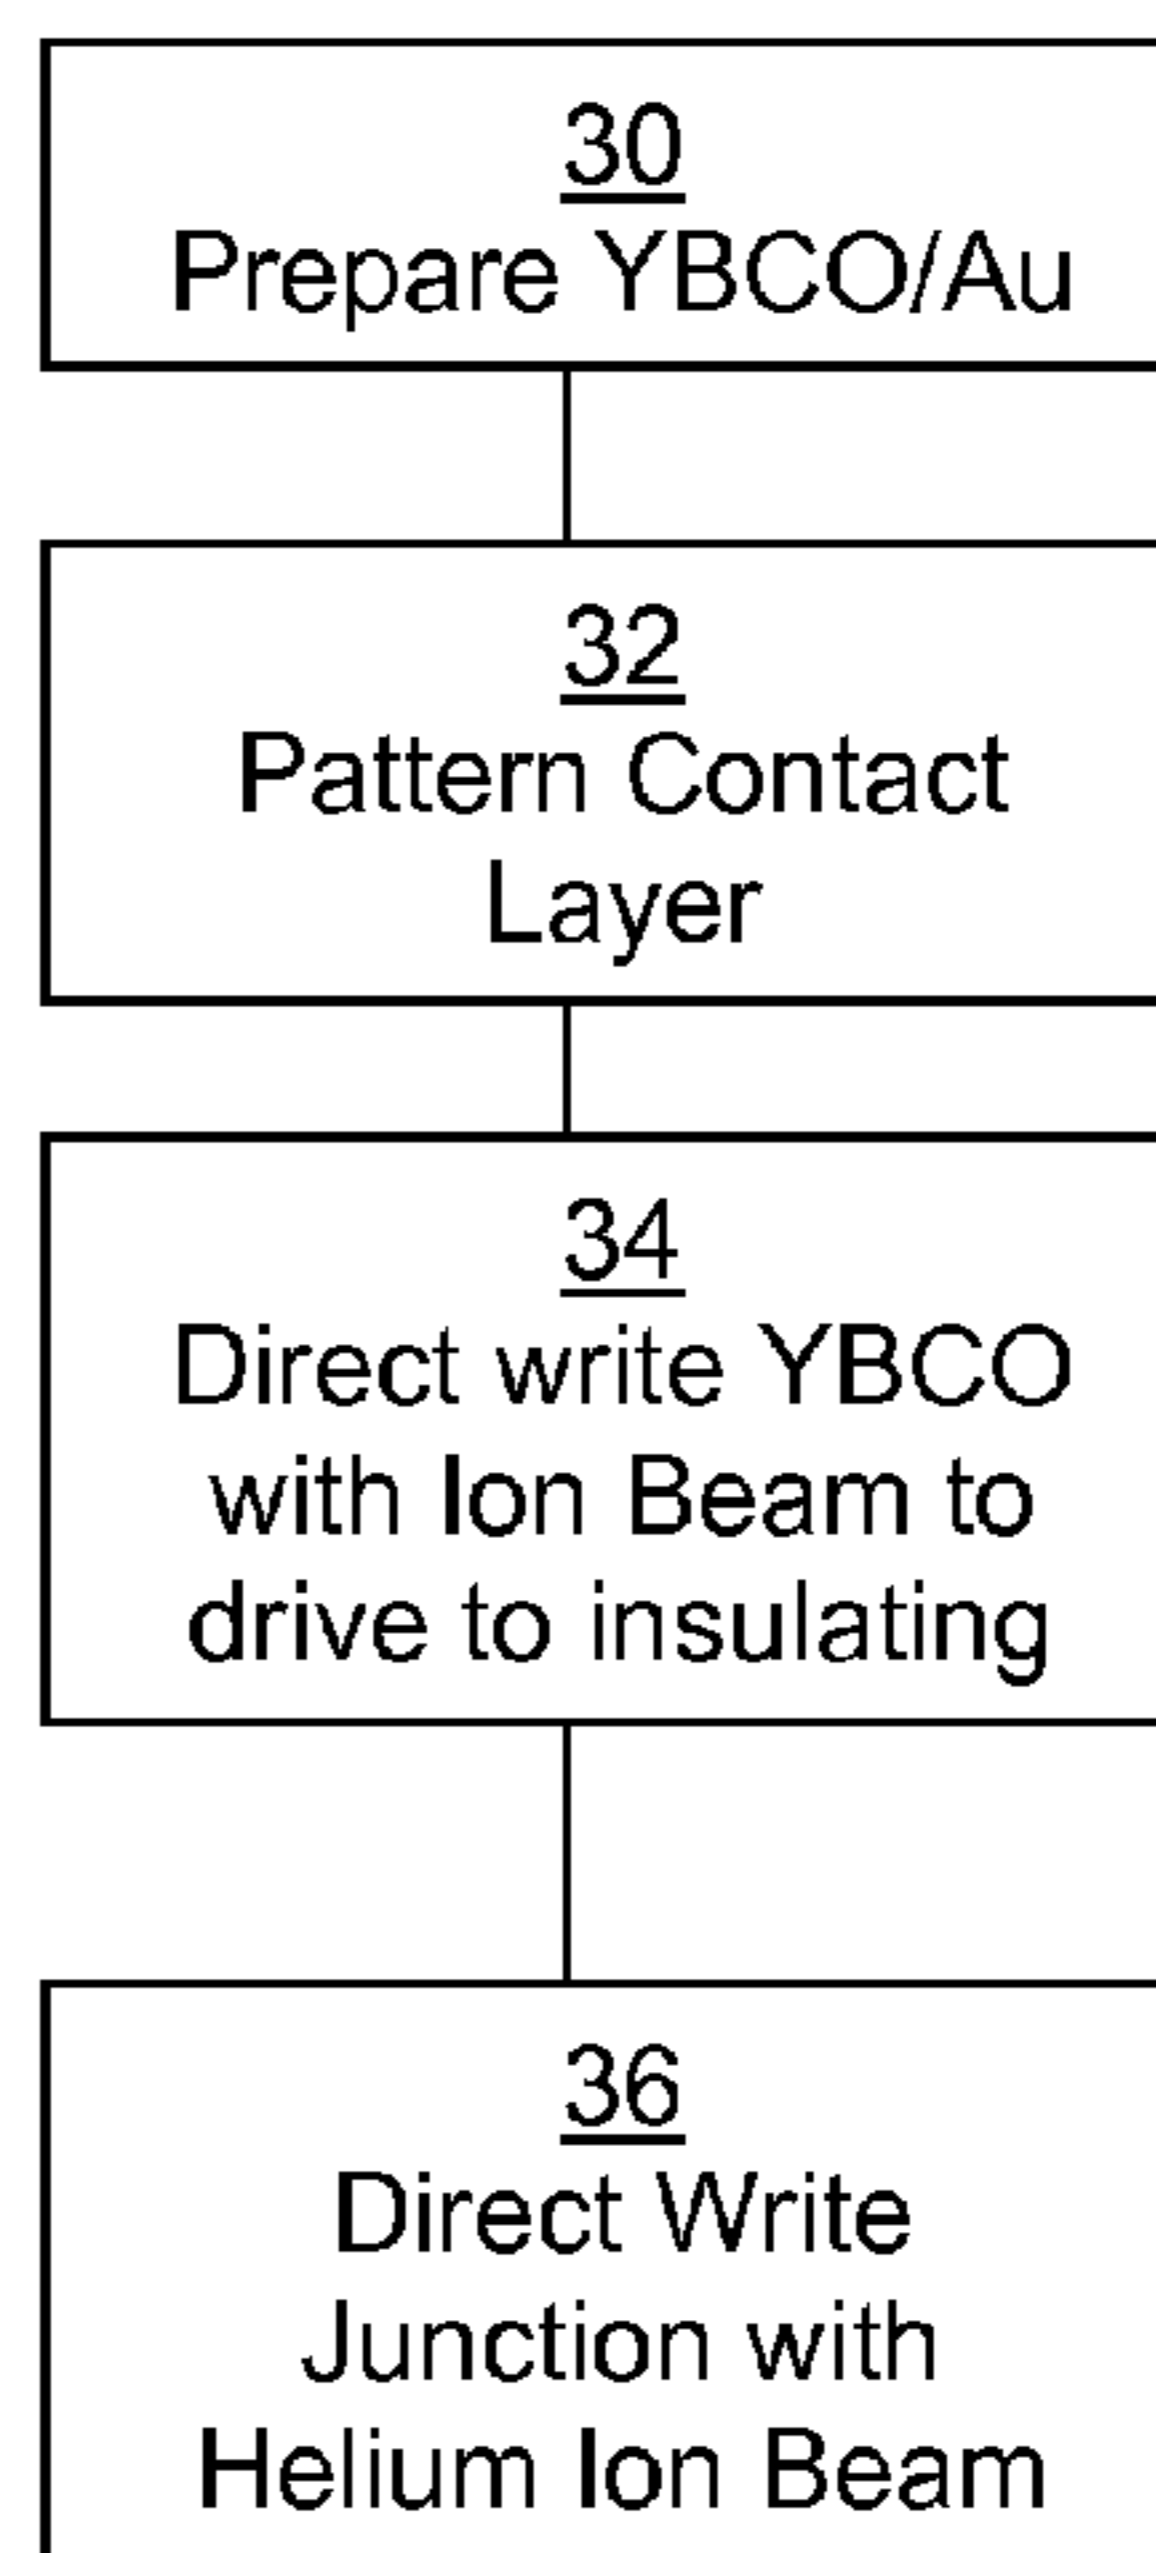 30
Prepare YBCO/Au
32
Pattern Contact
Layer
34
Direct write YBCO
with Ion Beam to
drive to insulating
36
Direct Write
Junction with
Helium Ion Beam